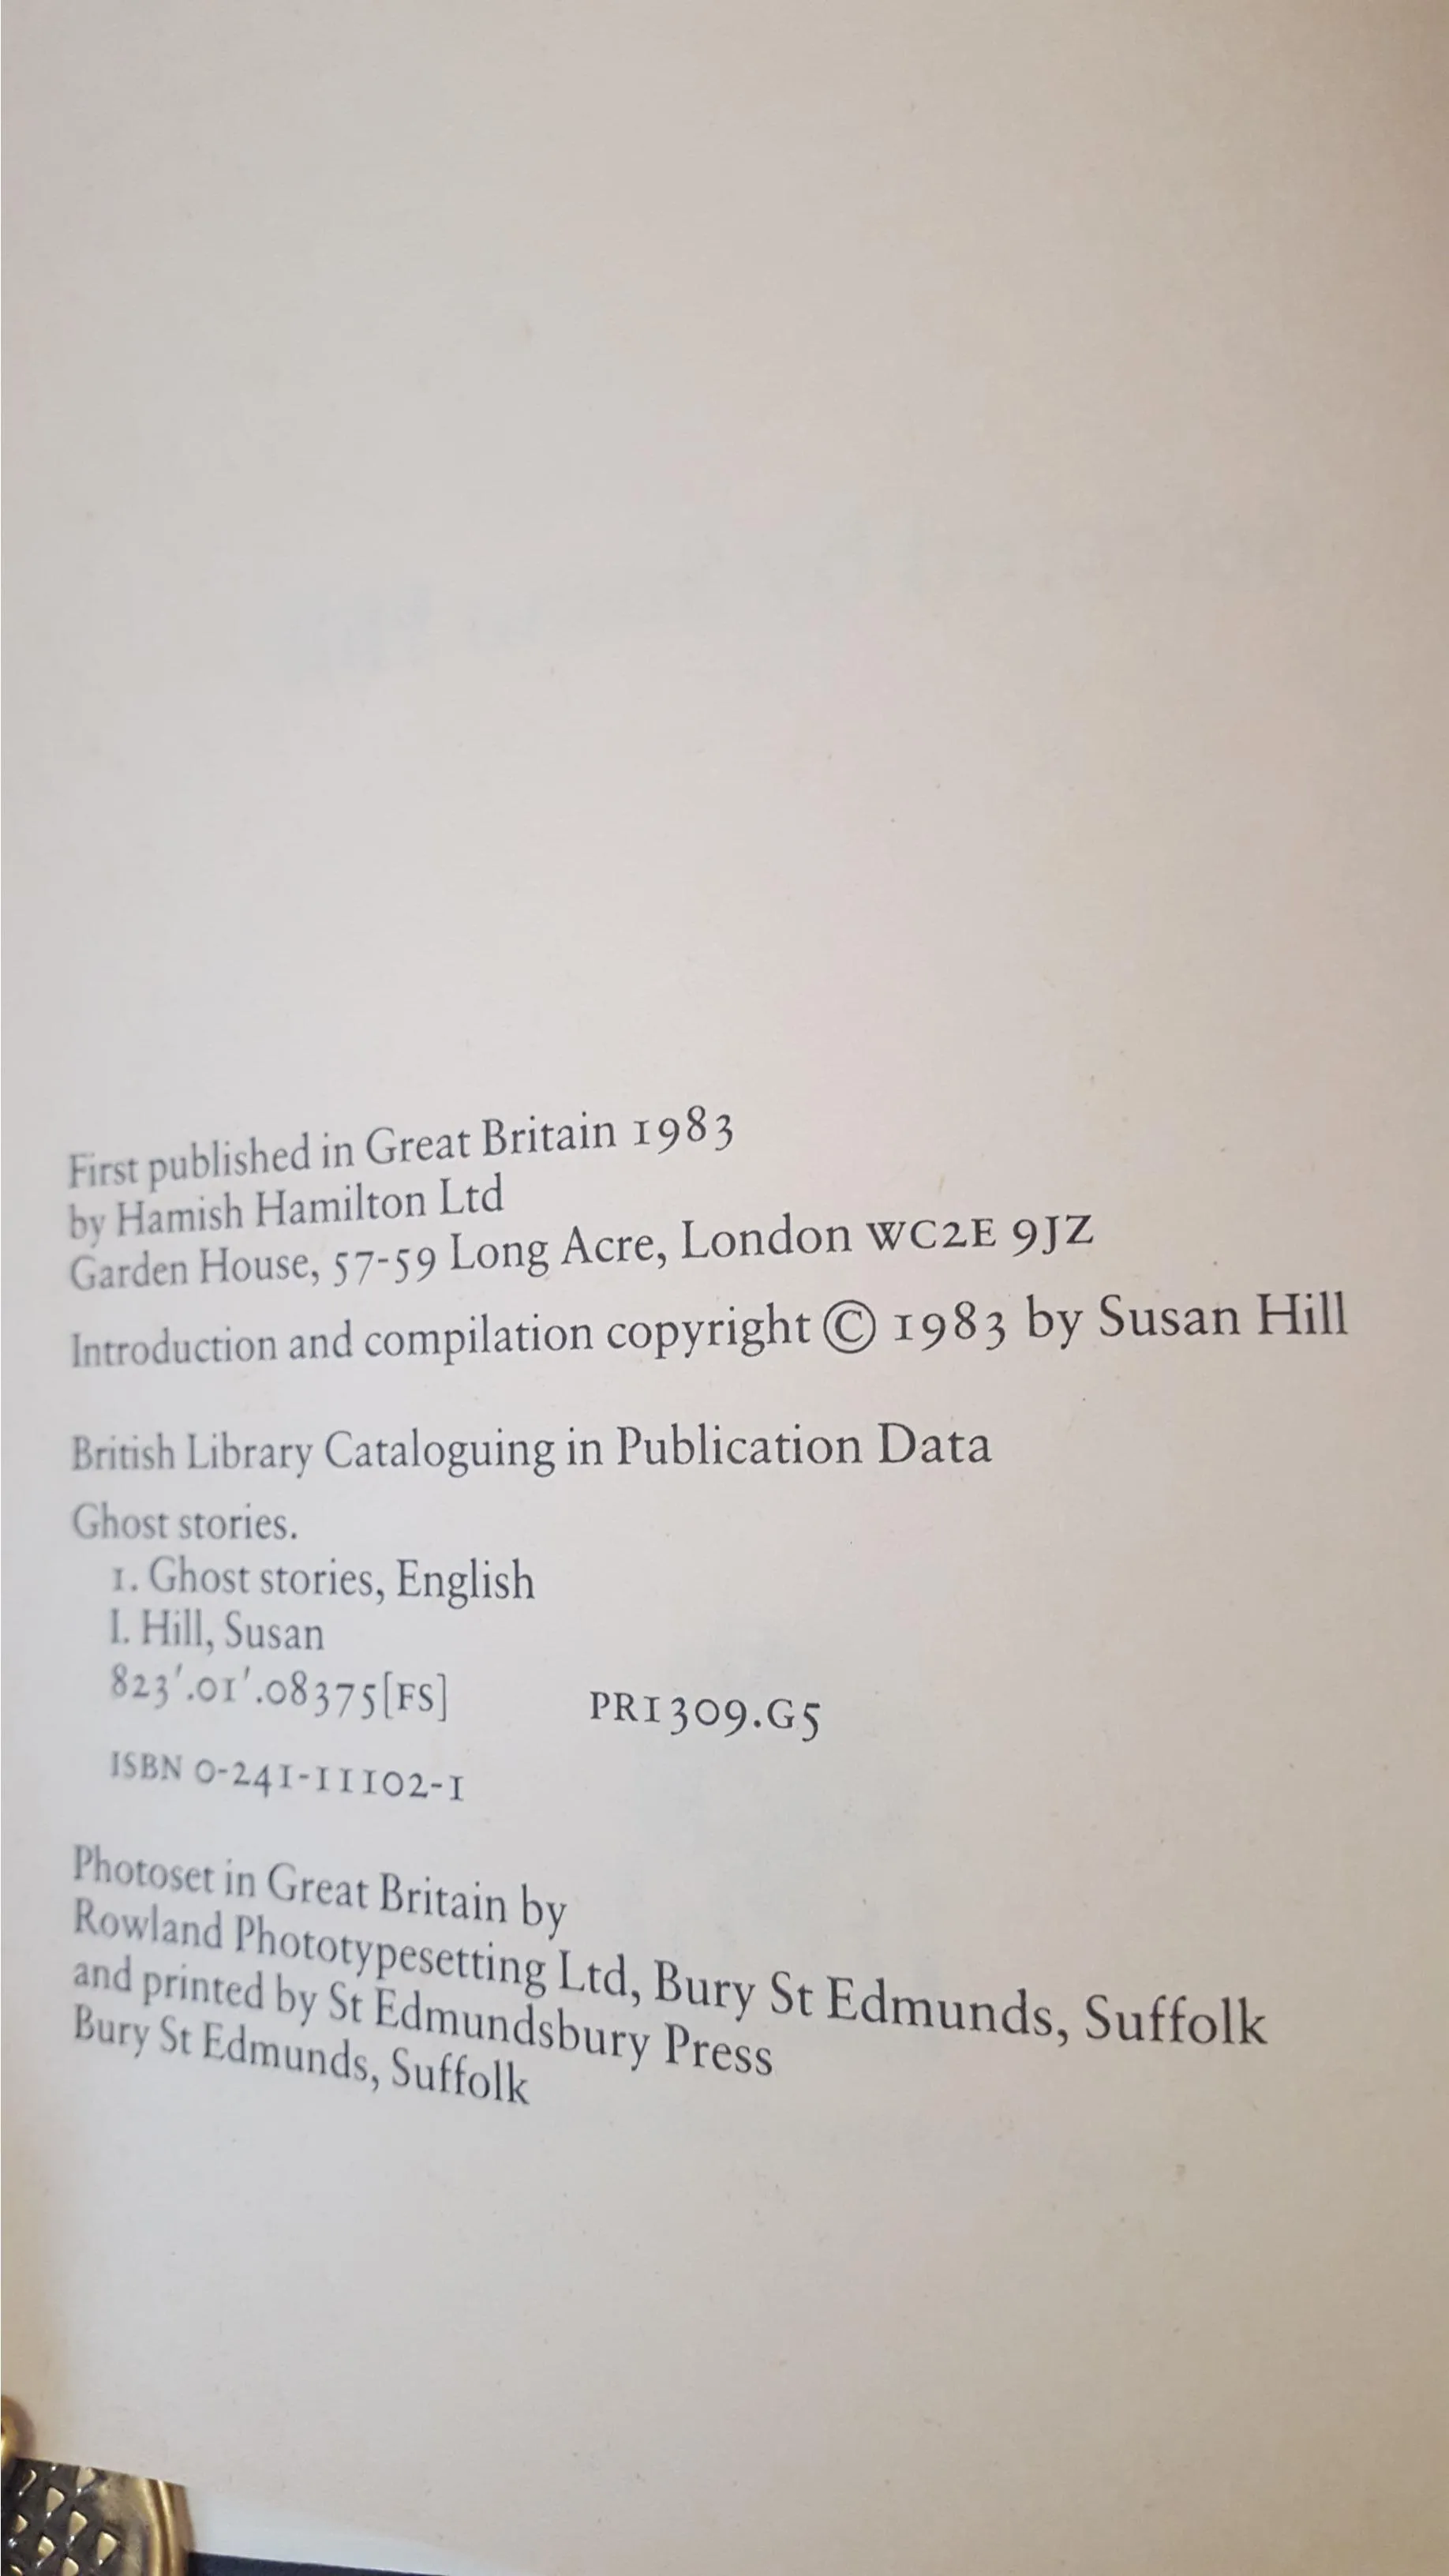 First published in Great Britain 1983
by Hamish Hamilton Ltd
Garden House, 57-59 Long Acre, London WC2E 9JZ
Introduction and compilation copyright © 1983 by Susan Hill
British Library Cataloguing in Publication Data
Ghost stories.
1. Ghost stories, English
I. Hill, Susan
823'.01'.08375[FS] PR1309.G5
ISBN 0-241-11102-1
Photoset in Great Britain by
Rowland Phototypesetting Ltd, Bury St Edmunds, Suffolk
and printed by St Edmundsbury Press
Bury St Edmunds, Suffolk